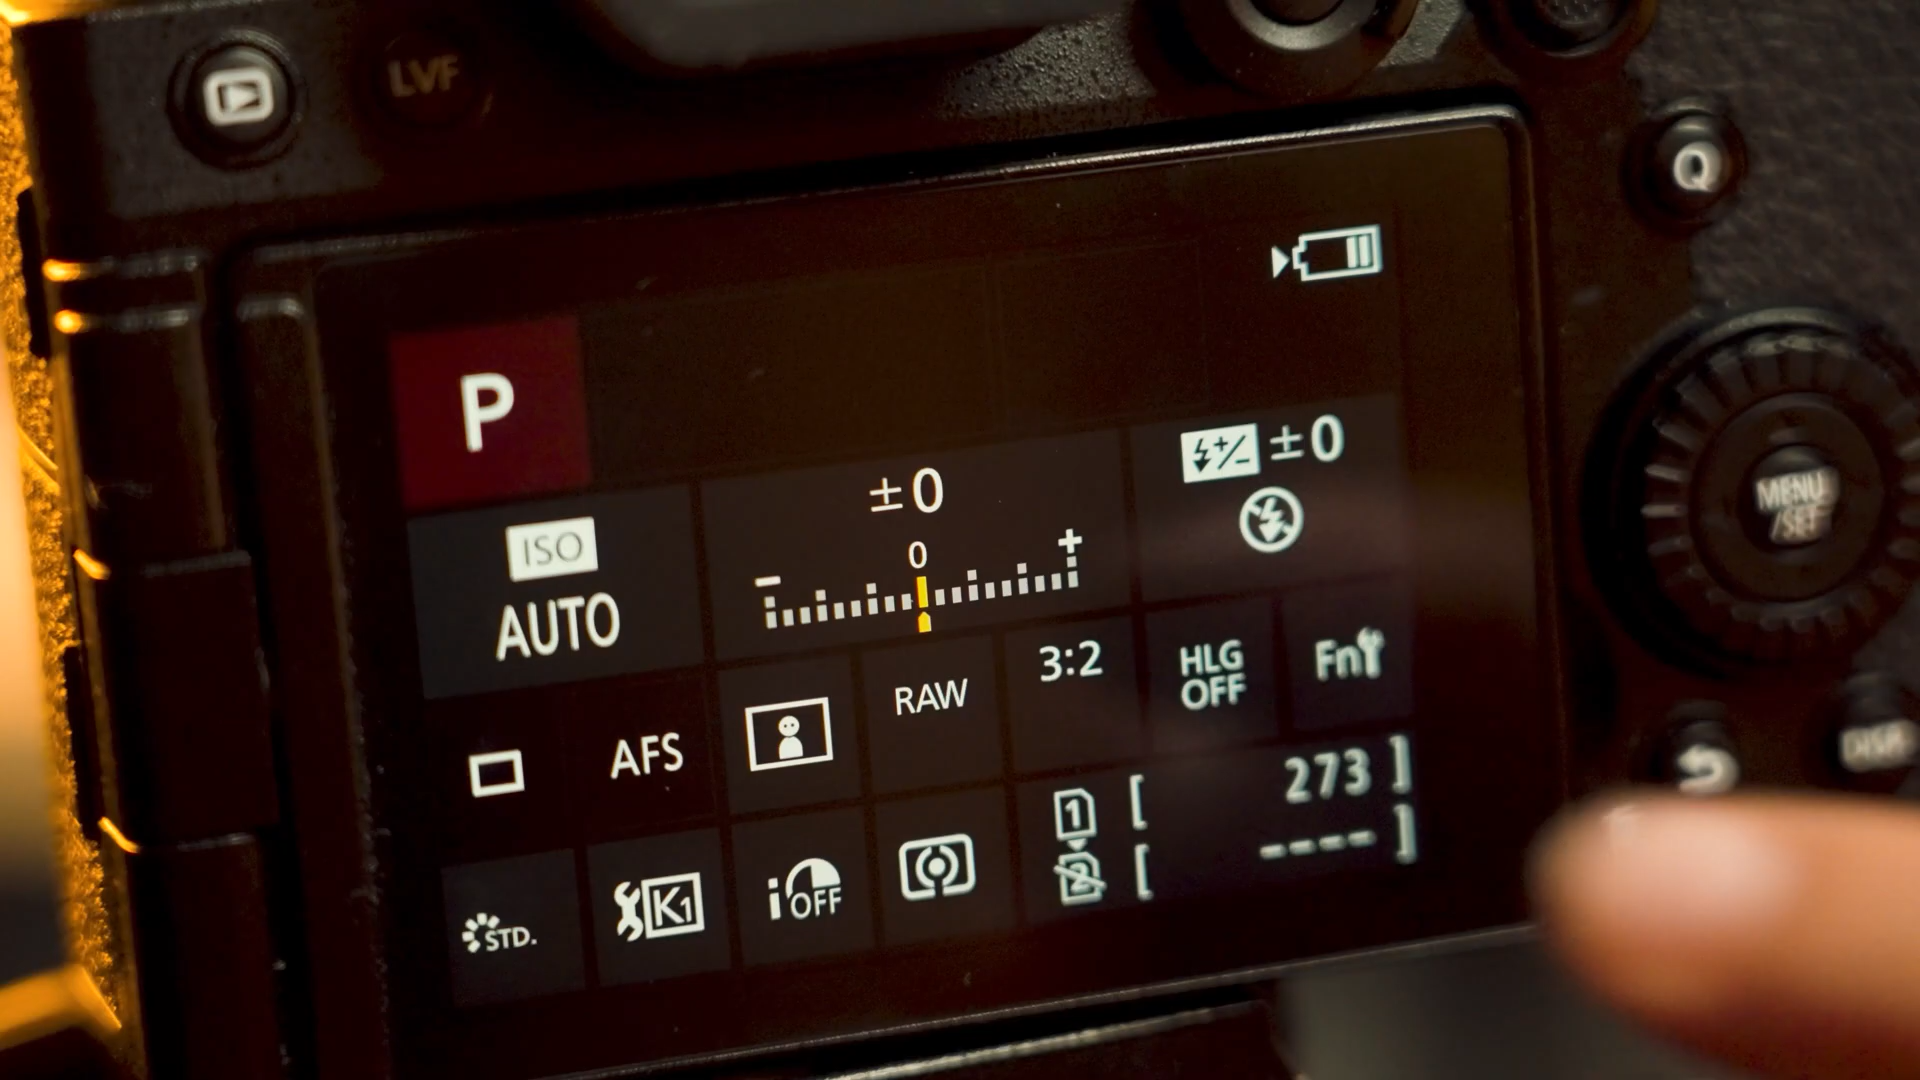 LVF
Q
P
±0
ISO
AUTO
±0
0
- +
MENU
/SET
AFS
RAW
3:2
HLG
OFF
Fn
1 [ 273 ]
2 [ ---- ]
STD.
K1
i OFF
DISP.